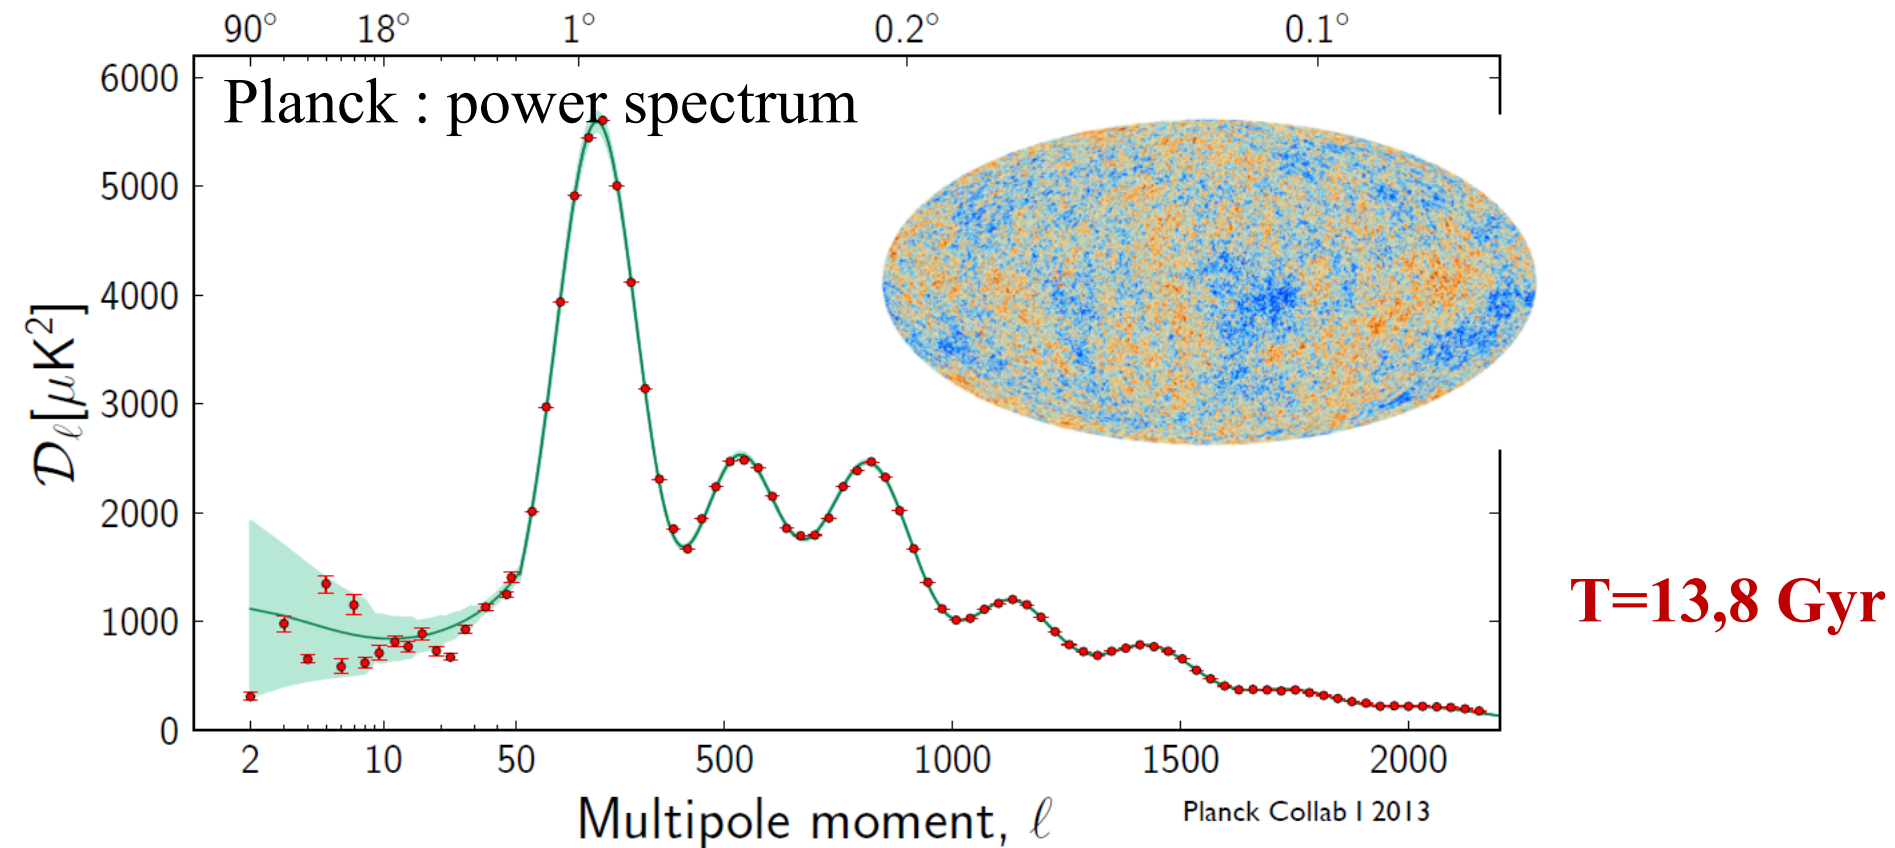 90° 18° 1° 0.2° 0.1°
Planck : power spectrum
6000
5000
4000
3000
2000
1000
0
𝒟ℓ[μK²]
T=13,8 Gyr
2 10 50 500 1000 1500 2000
Multipole moment, ℓ
Planck Collab I 2013